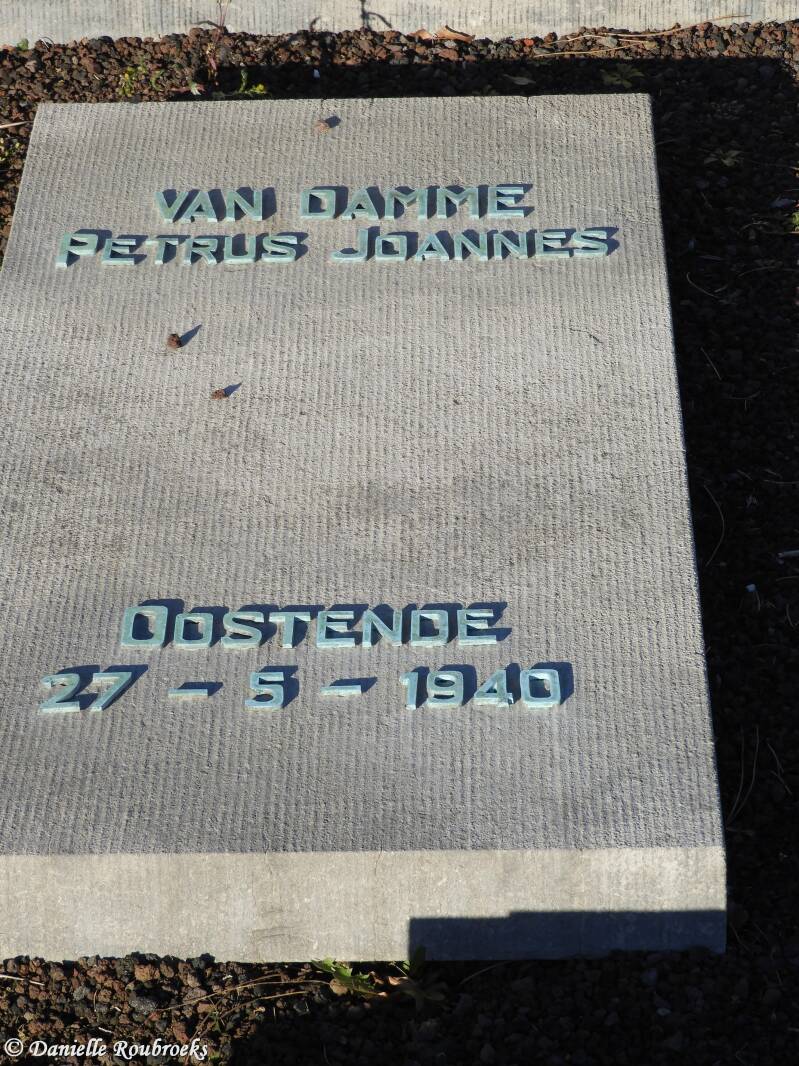 VAN DAMME
PETRUS JOANNES
OOSTENDE
27 - 5 - 1940
© Danielle Roubroeks